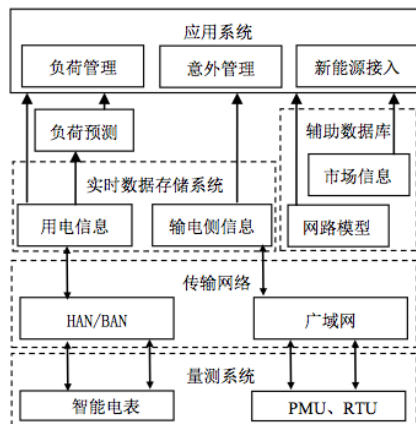 应用系统
负荷管理
意外管理
新能源接入
负荷预测
辅助数据库
市场信息
实时数据存储系统
用电信息
输电侧信息
网路模型
传输网络
HAN/BAN
广域网
量测系统
智能电表
PMU、RTU